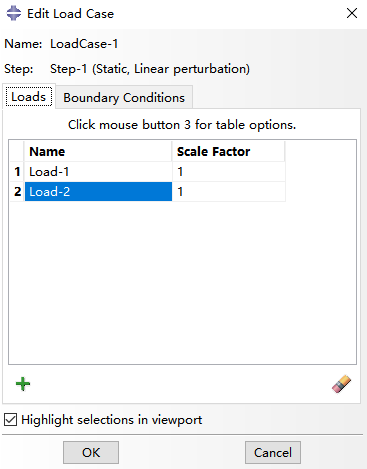 Edit Load Case
Name: LoadCase-1
Step: Step-1 (Static, Linear perturbation)
Loads Boundary Conditions
Click mouse button 3 for table options.
Name Scale Factor
1 Load-1 1
2 Load-2 1
Highlight selections in viewport
OK Cancel